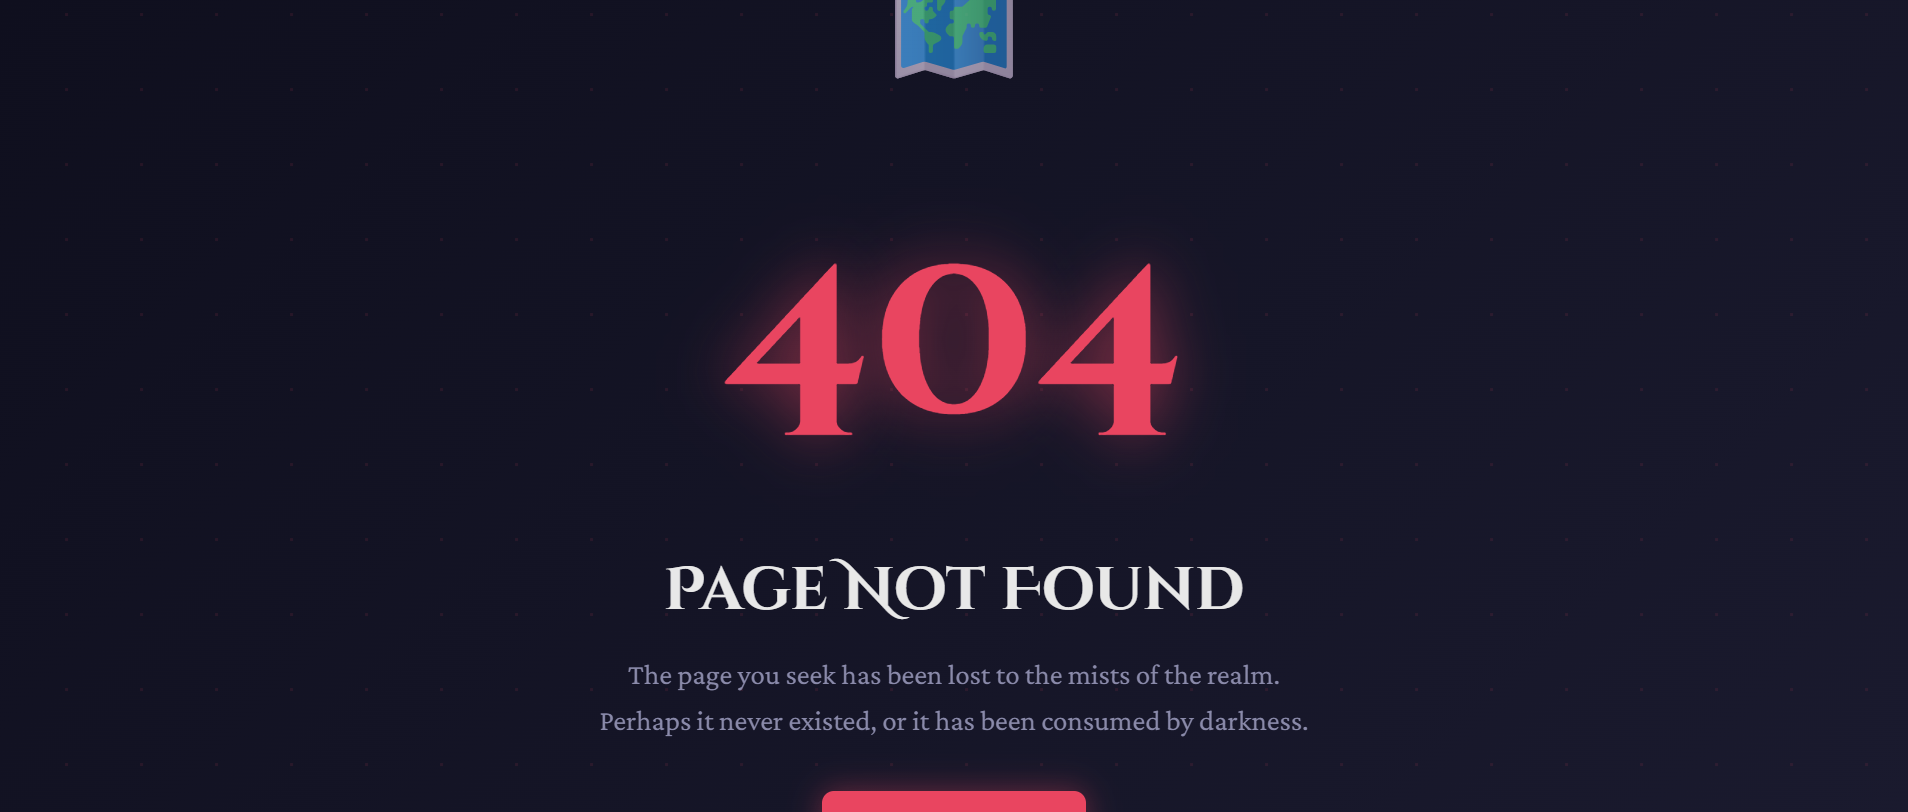 404
Page Not Found
The page you seek has been lost to the mists of the realm.
Perhaps it never existed, or it has been consumed by darkness.